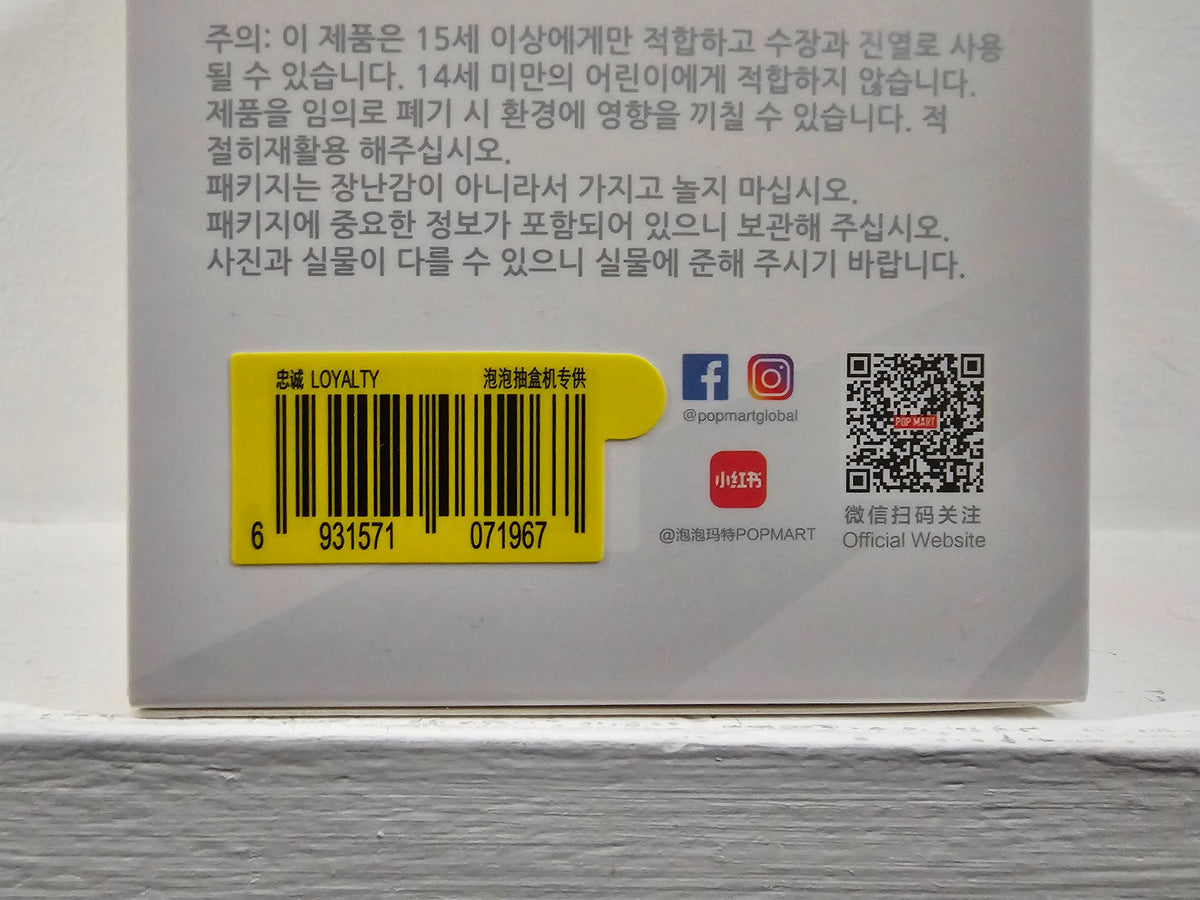 주의: 이 제품은 15세 이상에게만 적합하고 수장과 진열로 사용
될 수 있습니다. 14세 미만의 어린이에게 적합하지 않습니다.
제품을 임의로 폐기 시 환경에 영향을 끼칠 수 있습니다. 적
절히재활용 해주십시오.
패키지는 장난감이 아니라서 가지고 놀지 마십시오.
패키지에 중요한 정보가 포함되어 있으니 보관해 주십시오.
사진과 실물이 다를 수 있으니 실물에 준해 주시기 바랍니다.
忠诚 LOYALTY 泡泡抽盒机专供
6 931571 071967
@popmartglobal
小红书
@泡泡玛特POPMART
POP MART
微信扫码关注
Official Website